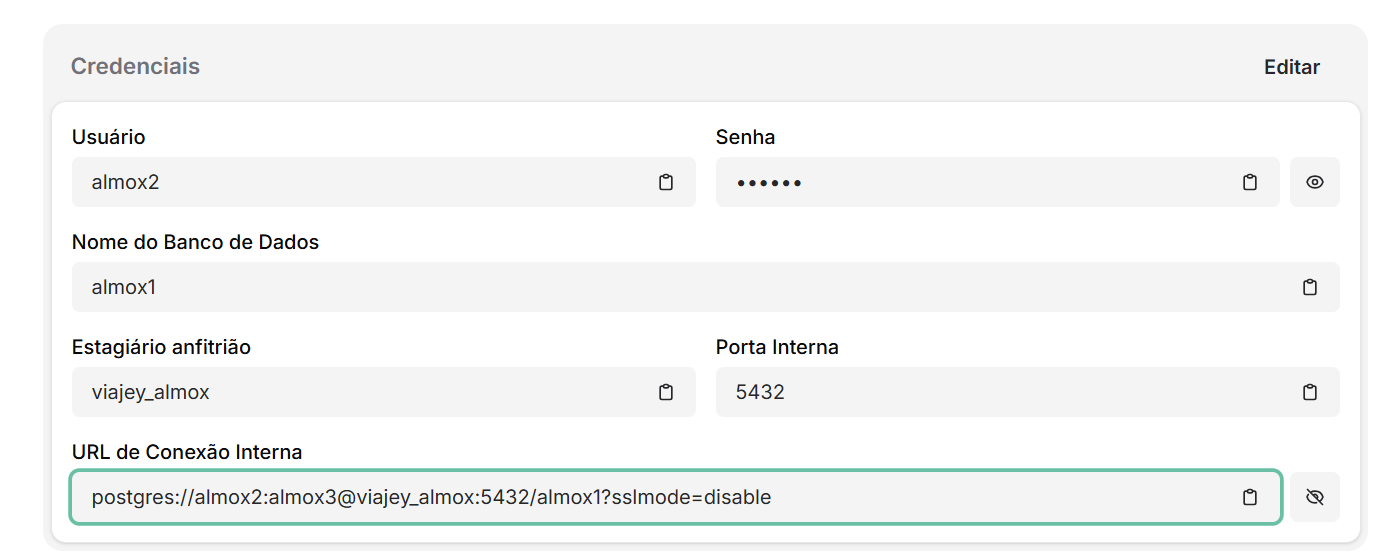 Credenciais
Editar
Usuário
Senha
almox2
••••••
Nome do Banco de Dados
almox1
Estagiário anfitrião
Porta Interna
viajey_almox
5432
URL de Conexão Interna
postgres://almox2:almox3@viajey_almox:5432/almox1?sslmode=disable